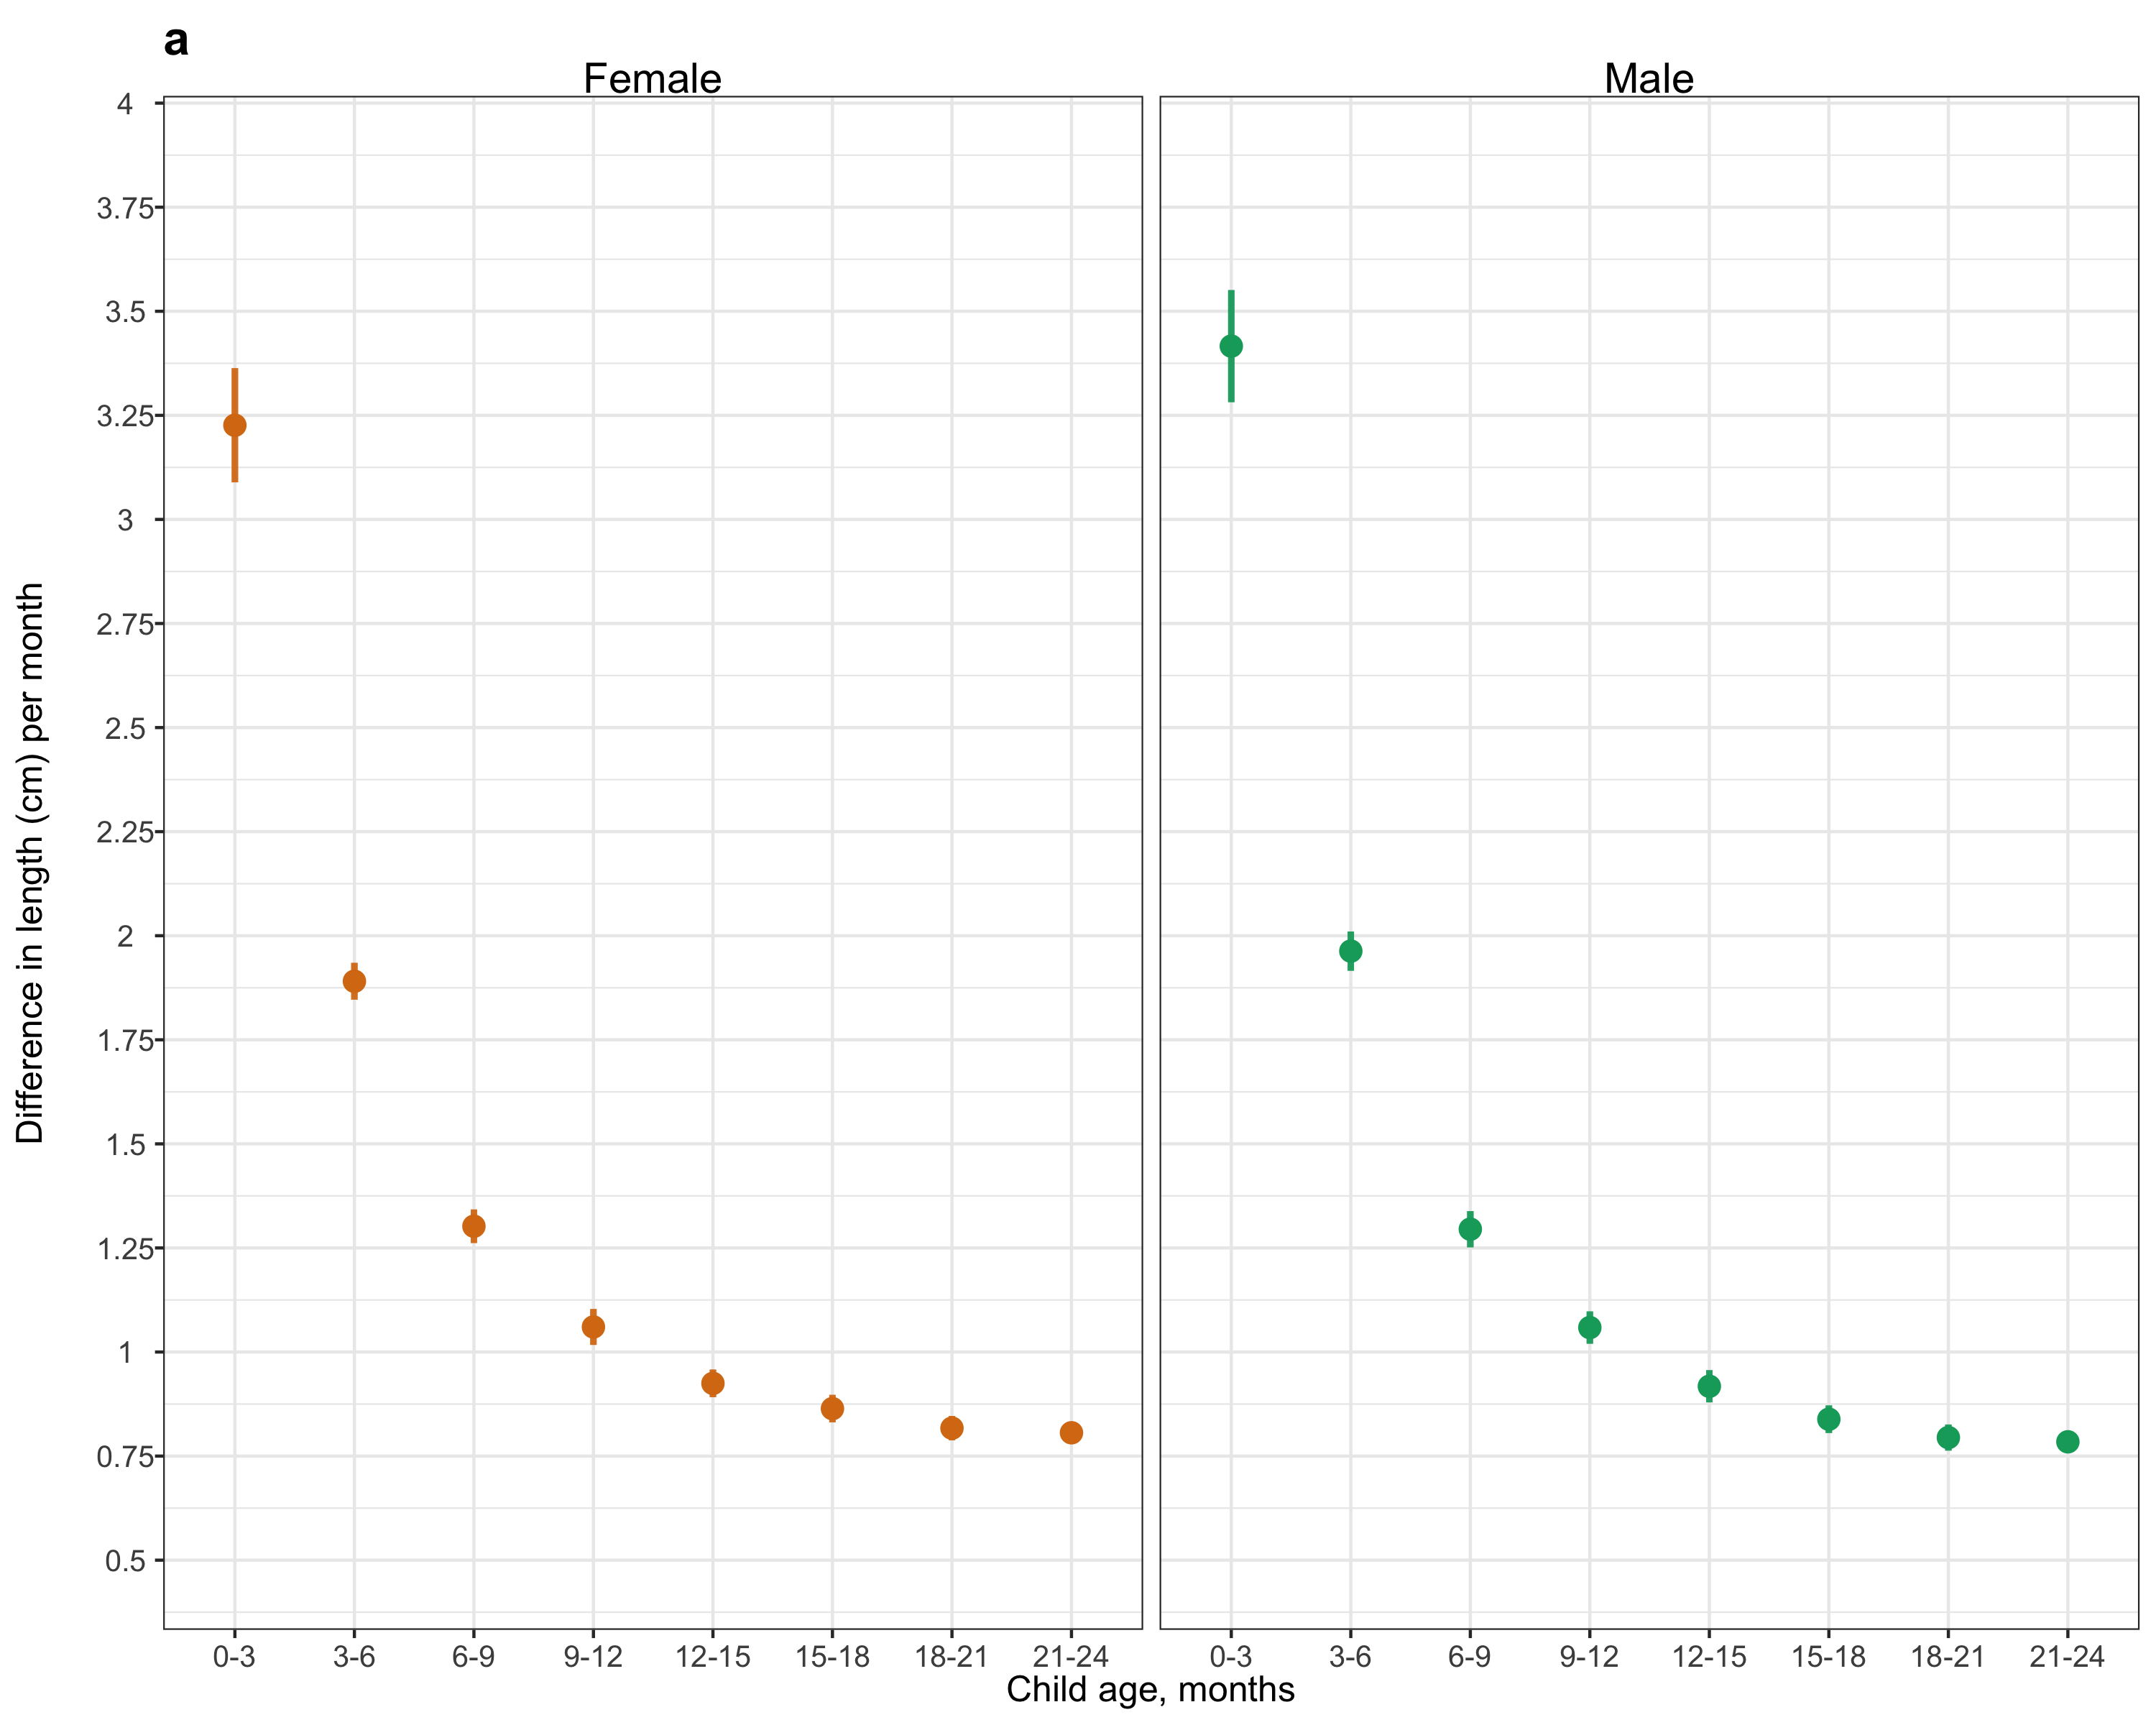 a
Female
Male
4
3.75
3.5
3.25
3
2.75
2.5
2.25
2
1.75
1.5
1.25
1
0.75
0.5
Difference in length (cm) per month
0-3 3-6 6-9 9-12 12-15 15-18 18-21 21-24
0-3 3-6 6-9 9-12 12-15 15-18 18-21 21-24
Child age, months